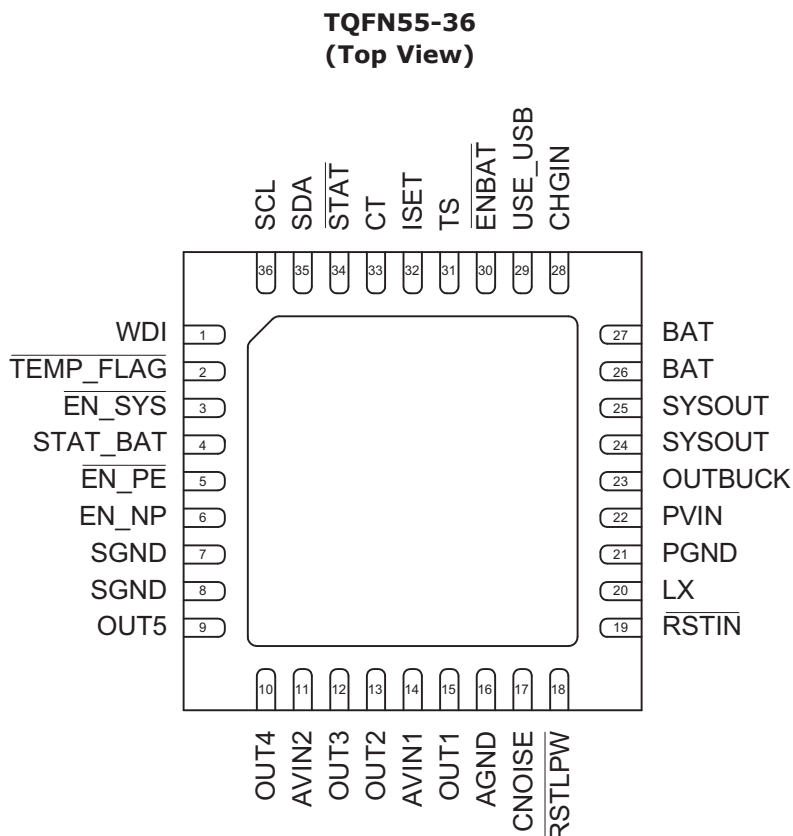 TQFN55-36
(Top View)
SCL
SDA
STAT
CT
ISET
TS
ENBAT
USE_USB
CHGIN
36
35
34
33
32
31
30
29
28
WDI 1
TEMP_FLAG 2
EN_SYS 3
STAT_BAT 4
EN_PE 5
EN_NP 6
SGND 7
SGND 8
OUT5 9
27 BAT
26 BAT
25 SYSOUT
24 SYSOUT
23 OUTBUCK
22 PVIN
21 PGND
20 LX
19 RSTIN
10
11
12
13
14
15
16
17
18
OUT4
AVIN2
OUT3
OUT2
AVIN1
OUT1
AGND
CNOISE
RSTLPW